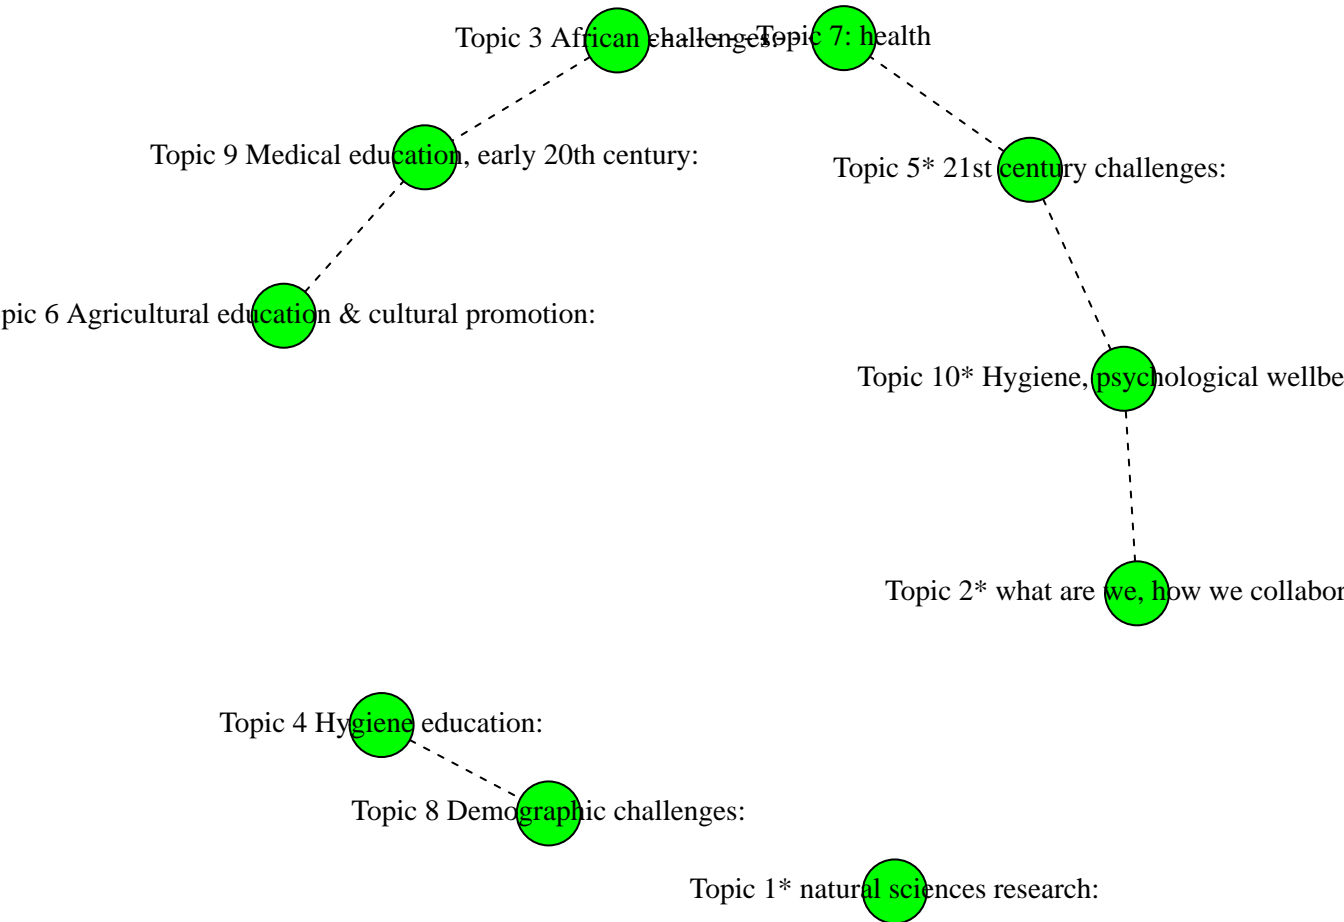 Topic 3 African challenges:
Topic 7: health
Topic 9 Medical education, early 20th century:
Topic 5* 21st century challenges:
pic 6 Agricultural education & cultural promotion:
Topic 10* Hygiene, psychological wellbe
Topic 2* what are we, how we collabor
Topic 4 Hygiene education:
Topic 8 Demographic challenges:
Topic 1* natural sciences research: